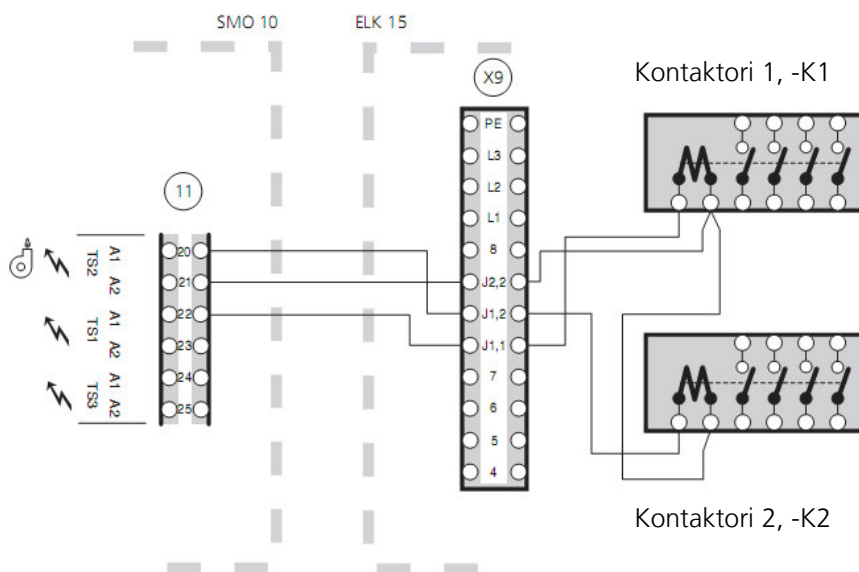 SMO 10
ELK 15
X9
Kontaktori 1, -K1
PE
L3
L2
L1
8
J2,2
J1,2
J1,1
7
6
5
4
11
20
21
22
23
24
25
TS2
A1
A2
TS1
A1
A2
TS3
A1
A2
Kontaktori 2, -K2